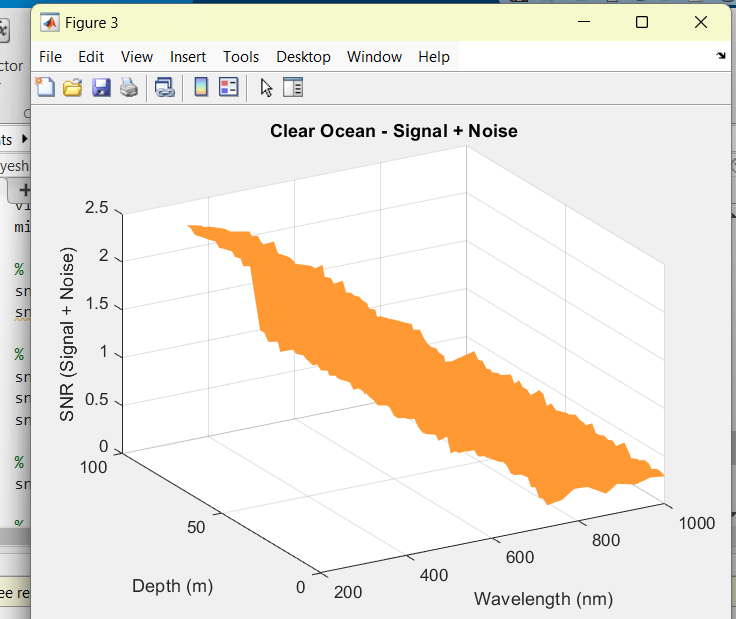 Figure 3
File Edit View Insert Tools Desktop Window Help
Clear Ocean - Signal + Noise
SNR (Signal + Noise)
2.5
2
1.5
1
0.5
0
100
50
0
Depth (m)
200
400
600
800
1000
Wavelength (nm)
ctor
ts
yesh
+
mi
%
sn
sn
%
sn
sn
sn
%
sn
%
ee re